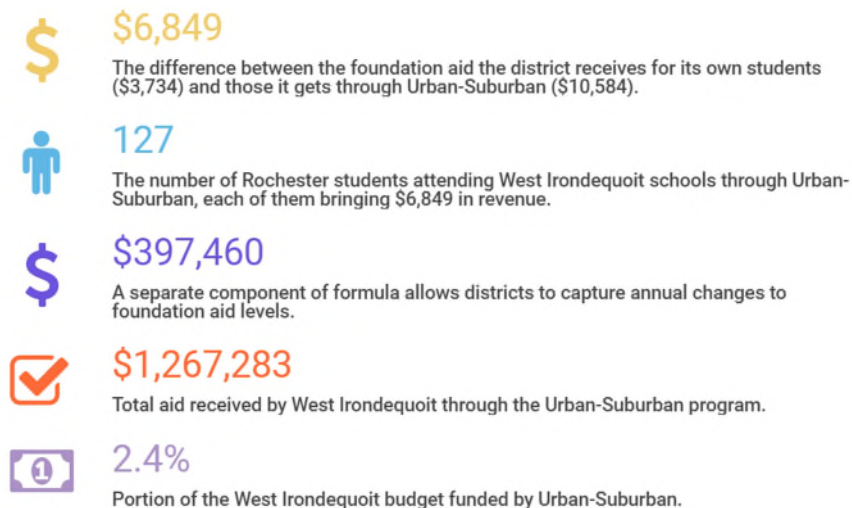 $6,849
The difference between the foundation aid the district receives for its own students
($3,734) and those it gets through Urban-Suburban ($10,584).
127
The number of Rochester students attending West Irondequoit schools through Urban-
Suburban, each of them bringing $6,849 in revenue.
$397,460
A separate component of formula allows districts to capture annual changes to
foundation aid levels.
$1,267,283
Total aid received by West Irondequoit through the Urban-Suburban program.
2.4%
Portion of the West Irondequoit budget funded by Urban-Suburban.